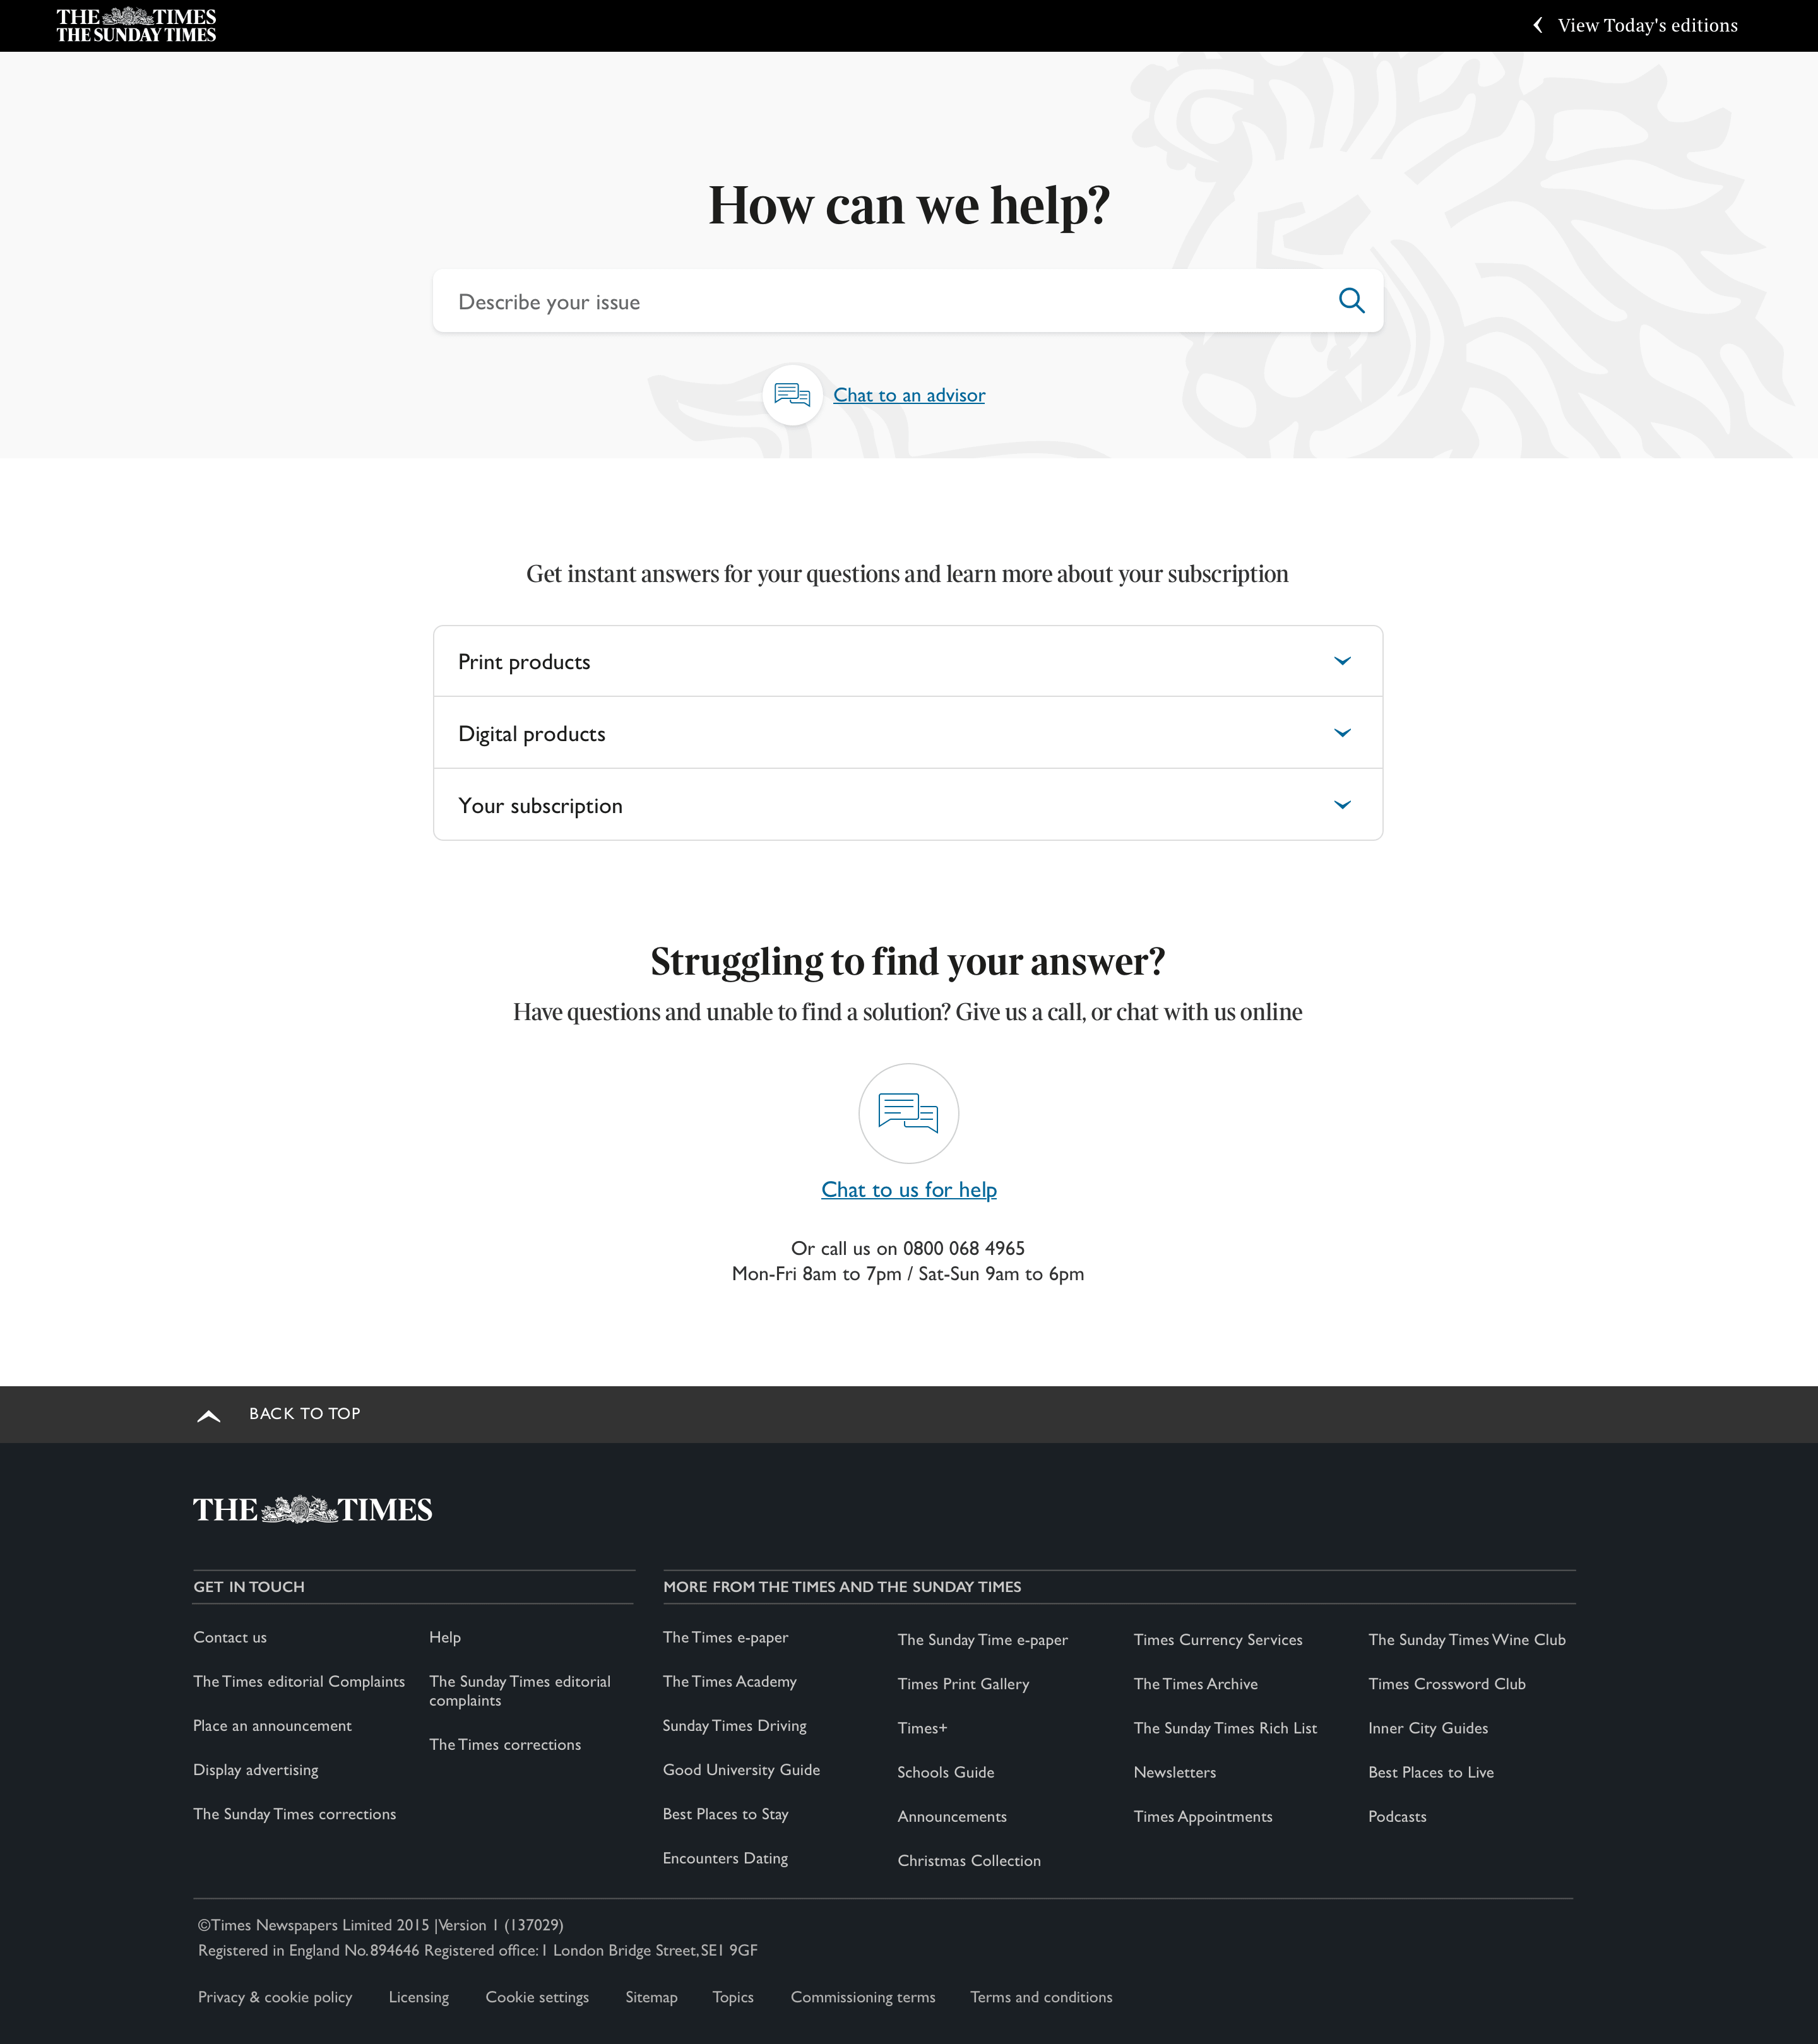 THE TIMES
THE SUNDAY TIMES
View Today's editions
How can we help?
Describe your issue
Chat to an advisor
Get instant answers for your questions and learn more about your subscription
Print products
Digital products
Your subscription
Struggling to find your answer?
Have questions and unable to find a solution? Give us a call, or chat with us online
Chat to us for help
Or call us on 0800 068 4965
Mon-Fri 8am to 7pm / Sat-Sun 9am to 6pm
BACK TO TOP
THE TIMES
GET IN TOUCH
Contact us
The Times editorial Complaints
Place an announcement
Display advertising
The Sunday Times corrections
Help
The Sunday Times editorial
complaints
The Times corrections
MORE FROM THE TIMES AND THE SUNDAY TIMES
The Times e-paper
The Times Academy
Sunday Times Driving
Good University Guide
Best Places to Stay
Encounters Dating
The Sunday Time e-paper
Times Print Gallery
Times+
Schools Guide
Announcements
Christmas Collection
Times Currency Services
The Times Archive
The Sunday Times Rich List
Newsletters
Times Appointments
The Sunday Times Wine Club
Times Crossword Club
Inner City Guides
Best Places to Live
Podcasts
©Times Newspapers Limited 2015 |Version 1 (137029)
Registered in England No. 894646 Registered office: 1 London Bridge Street, SE1 9GF
Privacy & cookie policy Licensing Cookie settings Sitemap Topics Commissioning terms Terms and conditions